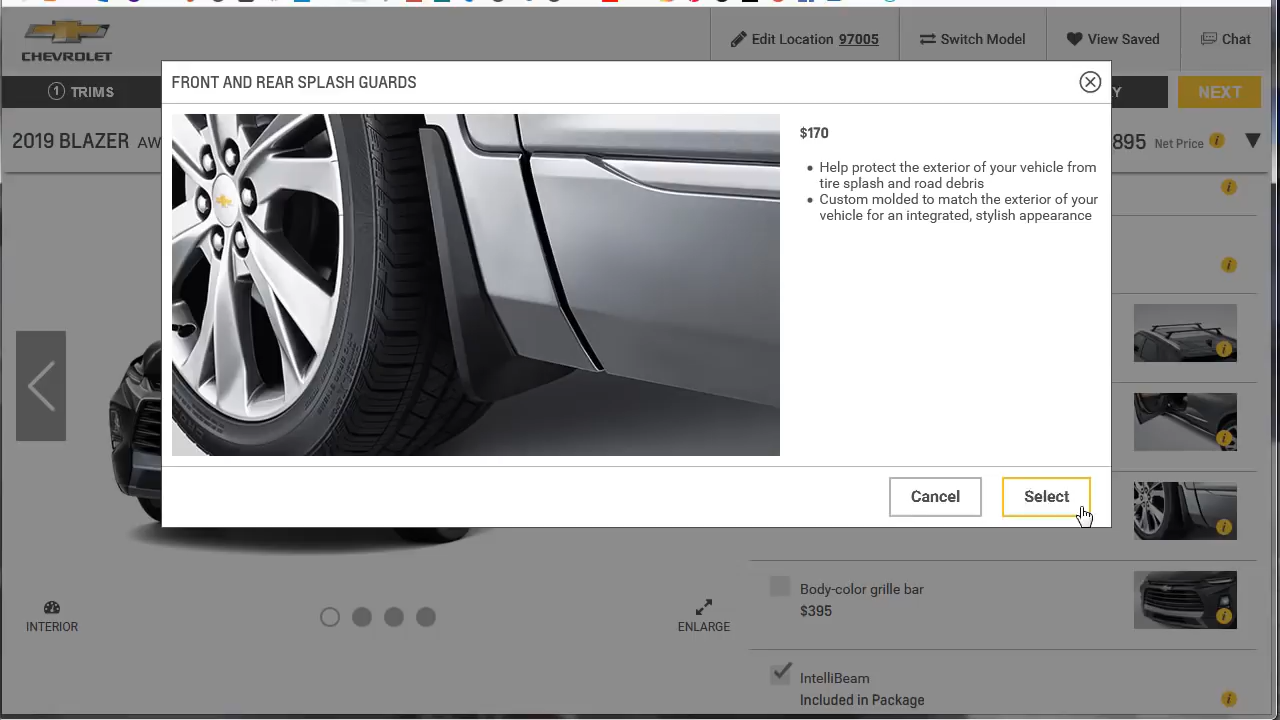 CHEVROLET
Edit Location 97005
Switch Model
View Saved
Chat
1 TRIMS
Y
NEXT
2019 BLAZER AW
895 Net Price
FRONT AND REAR SPLASH GUARDS
$170
Help protect the exterior of your vehicle from
tire splash and road debris
Custom molded to match the exterior of your
vehicle for an integrated, stylish appearance
Cancel
Select
Body-color grille bar
$395
IntelliBeam
Included in Package
INTERIOR
ENLARGE